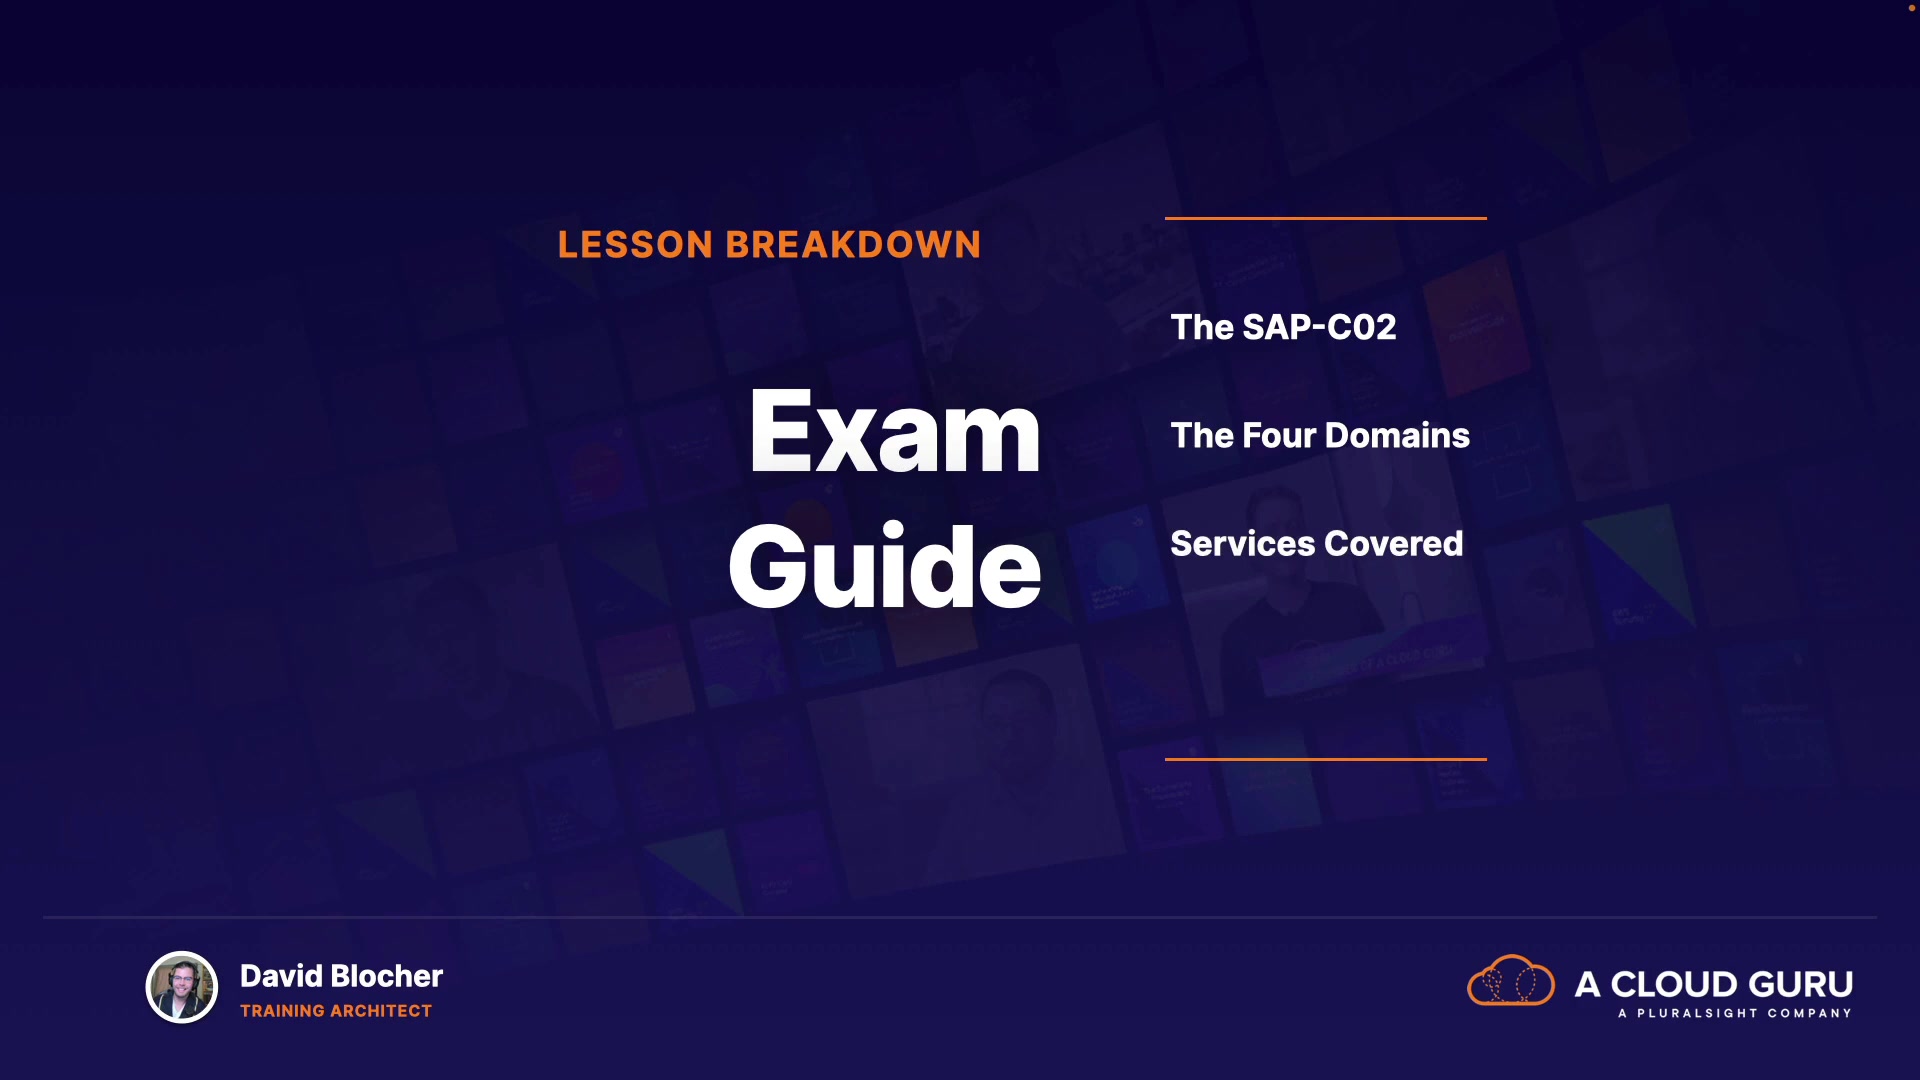 LESSON BREAKDOWN
Exam
Guide
The SAP-C02
The Four Domains
Services Covered
David Blocher
TRAINING ARCHITECT
A CLOUD GURU
A PLURALSIGHT COMPANY